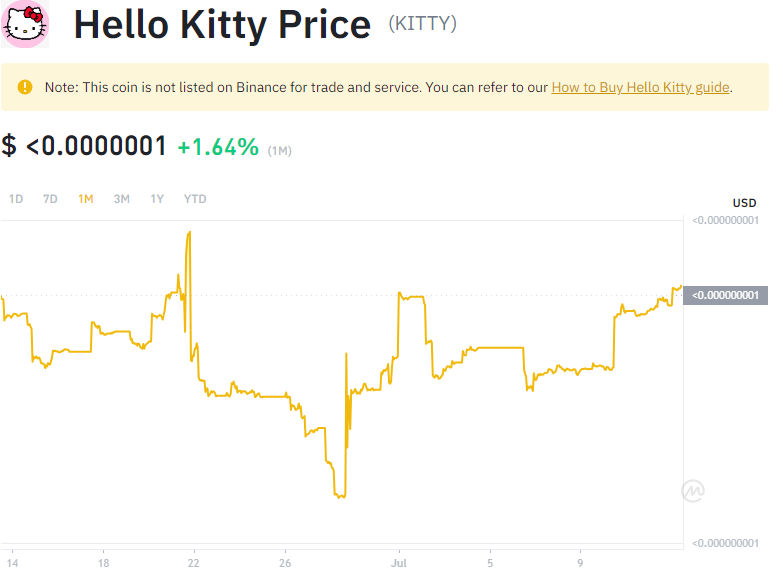 Hello Kitty Price (KITTY)
Note: This coin is not listed on Binance for trade and service. You can refer to our How to Buy Hello Kitty guide.
$ <0.0000001 +1.64% (1M)
1D 7D 1M 3M 1Y YTD
USD
<0.000000001
<0.000000001
<0.000000001
14 18 22 26 Jul 5 9